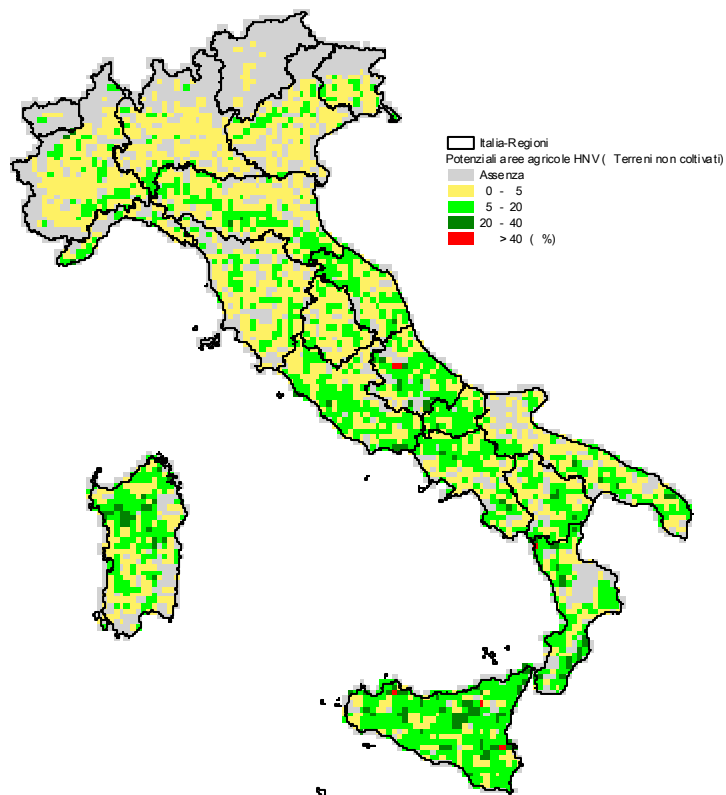 Italia-Regioni
Potenziali aree agricole HNV ( Terreni non coltivati)
Assenza
0 - 5
5 - 20
20 - 40
> 40 ( %)